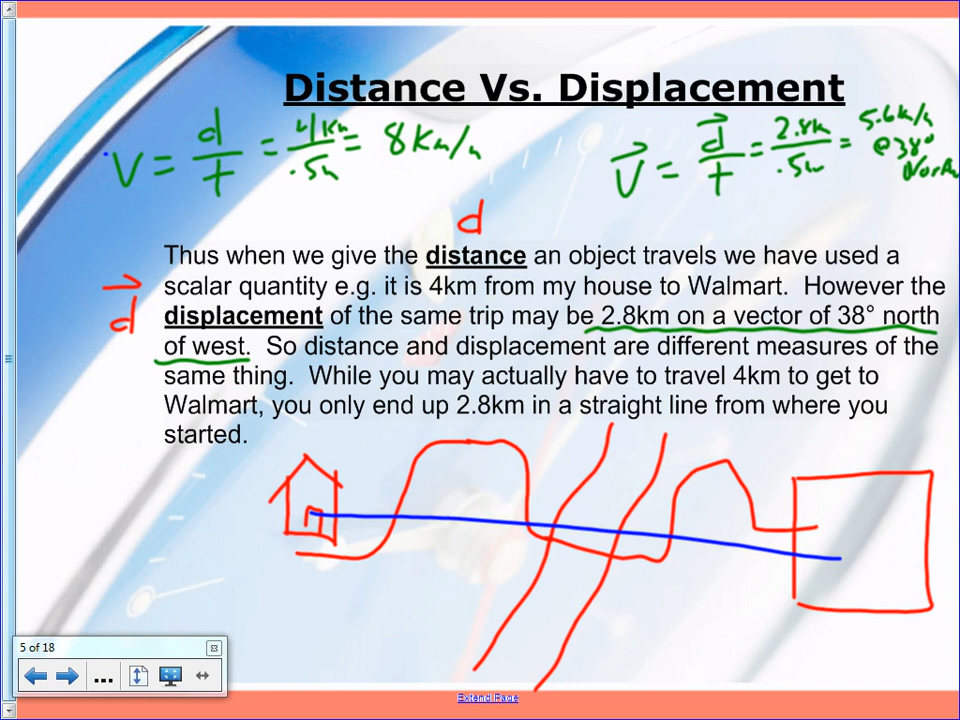 Distance Vs. Displacement
V = d/t = 4Km/.5h = 8Km/h
V = d/t = 2.8k/.5h = 5.6k/h
@38°
North
d
Thus when we give the distance an object travels we have used a
scalar quantity e.g. it is 4km from my house to Walmart. However the
d
displacement of the same trip may be 2.8km on a vector of 38° north
of west. So distance and displacement are different measures of the
same thing. While you may actually have to travel 4km to get to
Walmart, you only end up 2.8km in a straight line from where you
started.
5 of 18
Extend Page